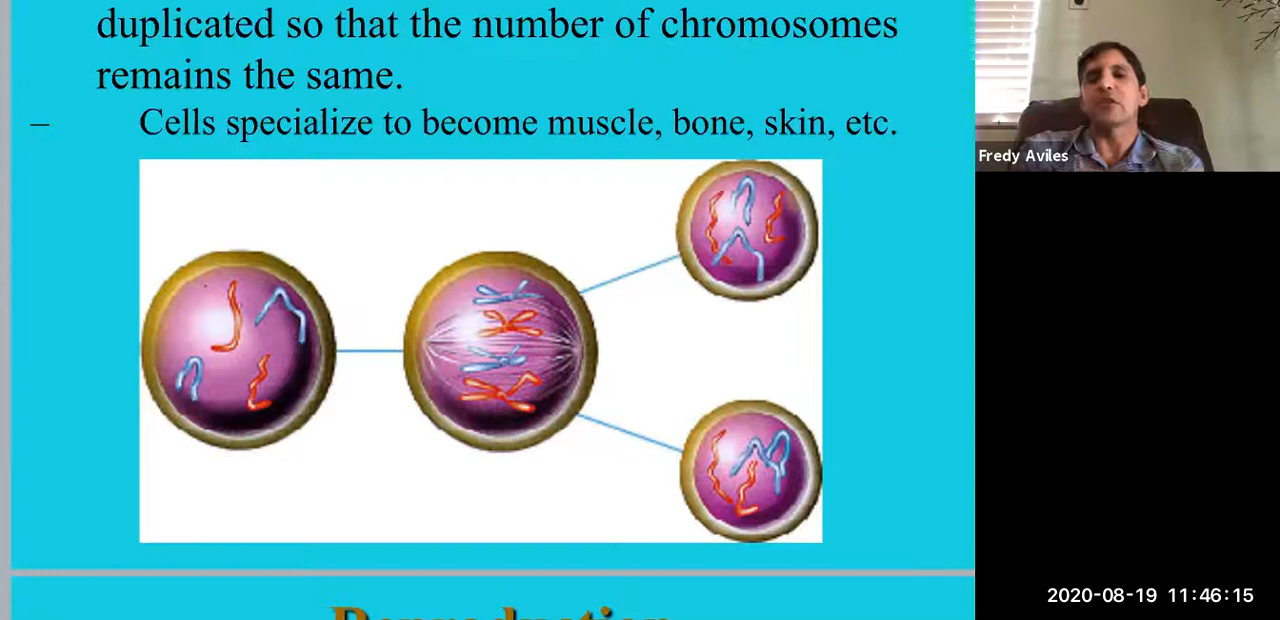 duplicated so that the number of chromosomes
remains the same.
– Cells specialize to become muscle, bone, skin, etc.
Fredy Aviles
Reproduction
2020-08-19 11:46:15